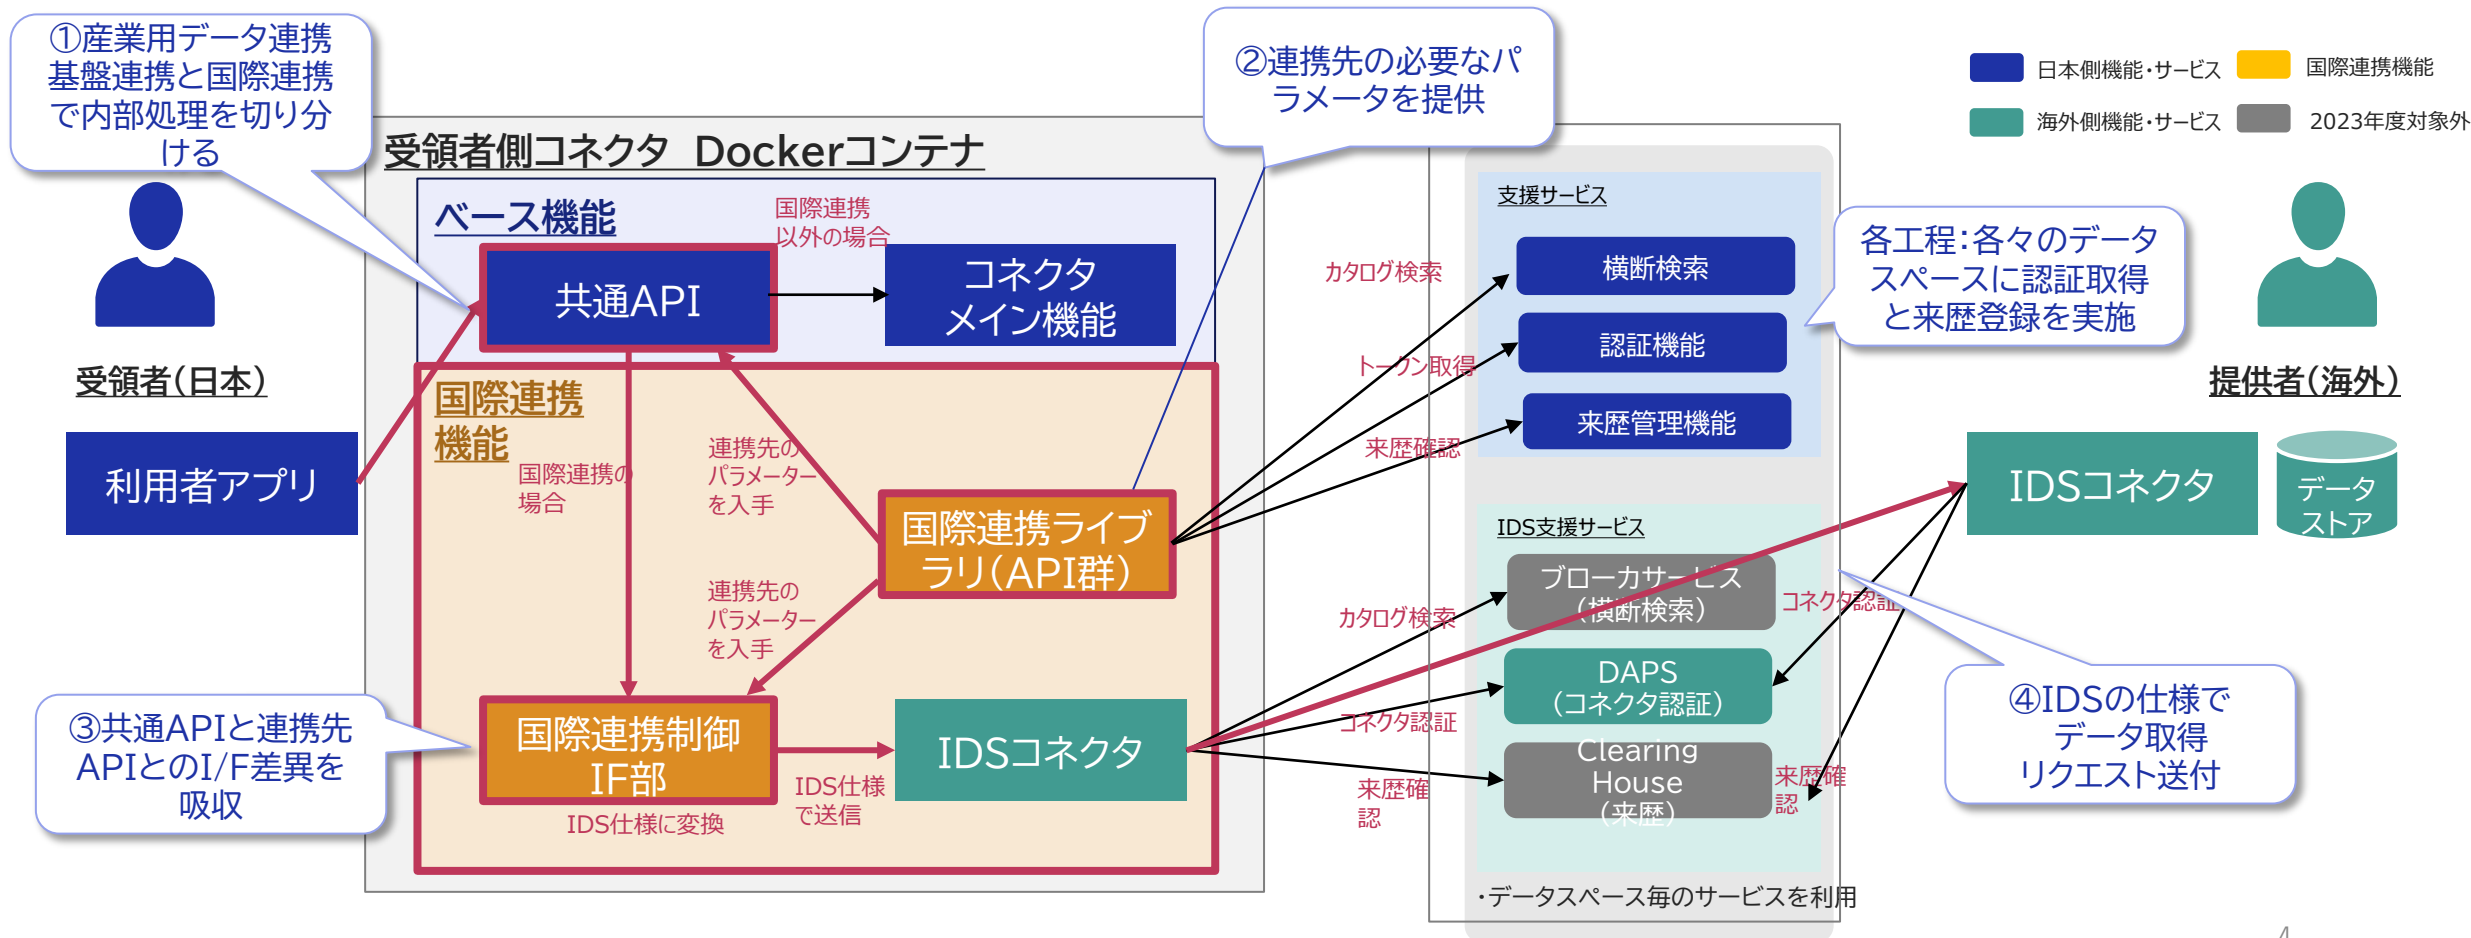 ①産業用データ連携
基盤連携と国際連携
で内部処理を切り分
ける
②連携先の必要なパ
ラメータを提供
日本側機能・サービス
国際連携機能
海外側機能・サービス
2023年度対象外
受領者側コネクタ Dockerコンテナ
ベース機能
国際連携
以外の場合
共通API
コネクタ
メイン機能
受領者(日本)
利用者アプリ
国際連携
機能
国際連携の
場合
連携先の
パラメーター
を入手
国際連携ライブ
ラリ(API群)
連携先の
パラメーター
を入手
③共通APIと連携先
APIとのI/F差異を
吸収
国際連携制御
IF部
IDS仕様に変換
IDS仕様
で送信
IDSコネクタ
カタログ検索
トークン取得
来歴確認
カタログ検索
コネクタ認証
来歴確
認
支援サービス
横断検索
認証機能
来歴管理機能
IDS支援サービス
ブローカサービス
(横断検索)
DAPS
(コネクタ認証)
Clearing
House
(来歴)
・データスペース毎のサービスを利用
各工程:各々のデータ
スペースに認証取得
と来歴登録を実施
提供者(海外)
IDSコネクタ
データ
ストア
コネクタ認証
来歴確
認
④IDSの仕様で
データ取得
リクエスト送付
4